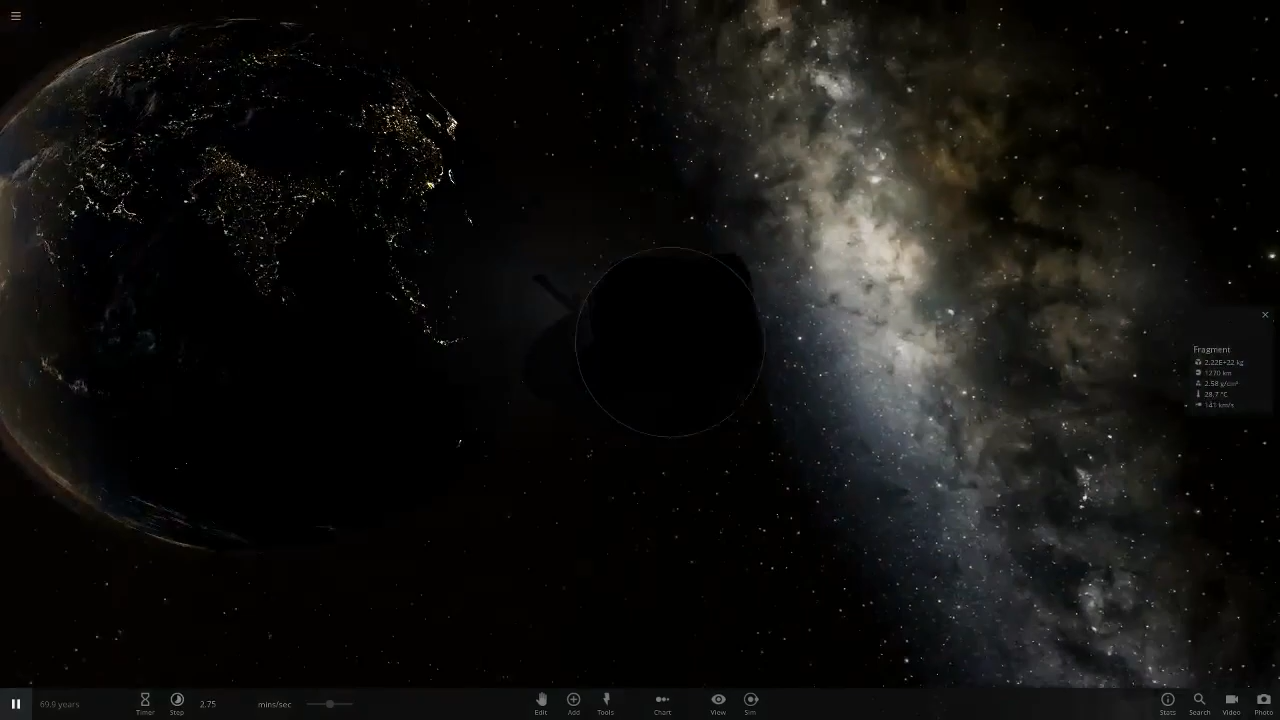 Fragment
2.22E+22 kg
1270 km
2.58 g/cm³
28.7 °C
141 km/s
69.9 years
Timer
Step
2.75
mins/sec
Edit
Add
Tools
Chart
View
Sim
Stats
Search
Video
Photo